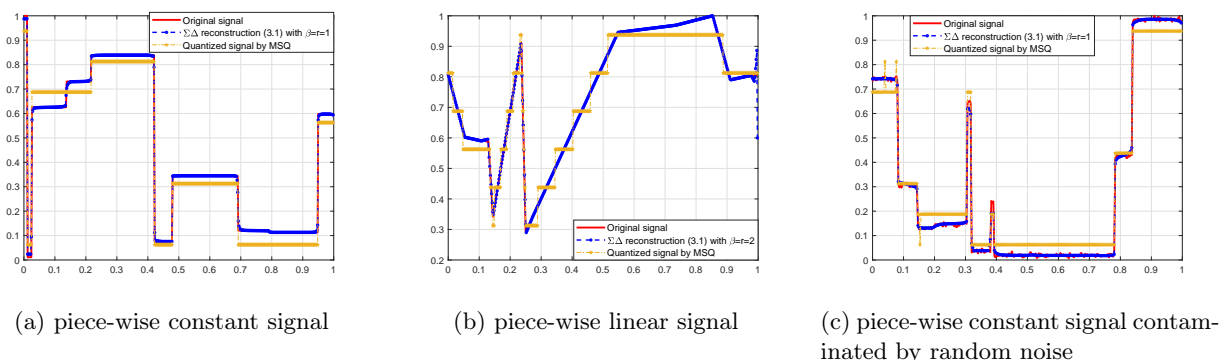 Original signal
ΣΔ reconstruction (3.1) with β=r=1
Quantized signal by MSQ
1
0.9
0.8
0.7
0.6
0.5
0.4
0.3
0.2
0.1
0
0 0.1 0.2 0.3 0.4 0.5 0.6 0.7 0.8 0.9 1
(a) piece-wise constant signal
1
0.9
0.8
0.7
0.6
0.5
0.4
0.3
0.2
Original signal
ΣΔ reconstruction (3.1) with β=r=2
Quantized signal by MSQ
0 0.1 0.2 0.3 0.4 0.5 0.6 0.7 0.8 0.9 1
(b) piece-wise linear signal
Original signal
ΣΔ reconstruction (3.1) with β=r=1
Quantized signal by MSQ
1
0.9
0.8
0.7
0.6
0.5
0.4
0.3
0.2
0.1
0
0 0.1 0.2 0.3 0.4 0.5 0.6 0.7 0.8 0.9 1
(c) piece-wise constant signal contam-
inated by random noise